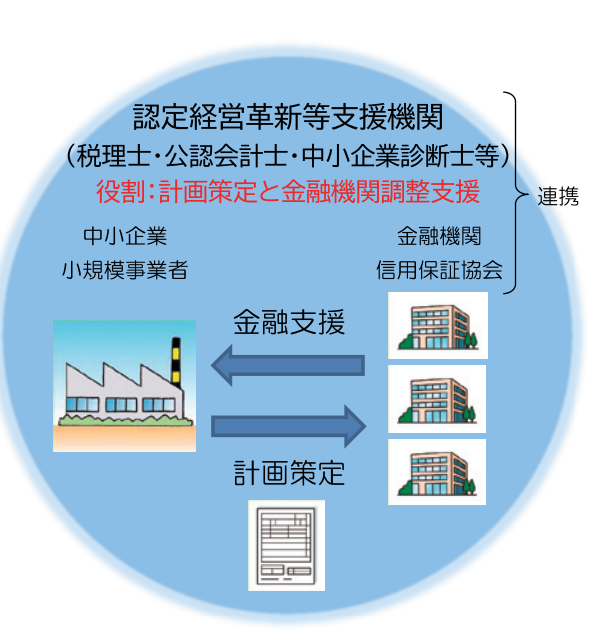 認定経営革新等支援機関
（税理士・公認会計士・中小企業診断士等）
役割：計画策定と金融機関調整支援
連携
中小企業
小規模事業者
金融機関
信用保証協会
金融支援
計画策定